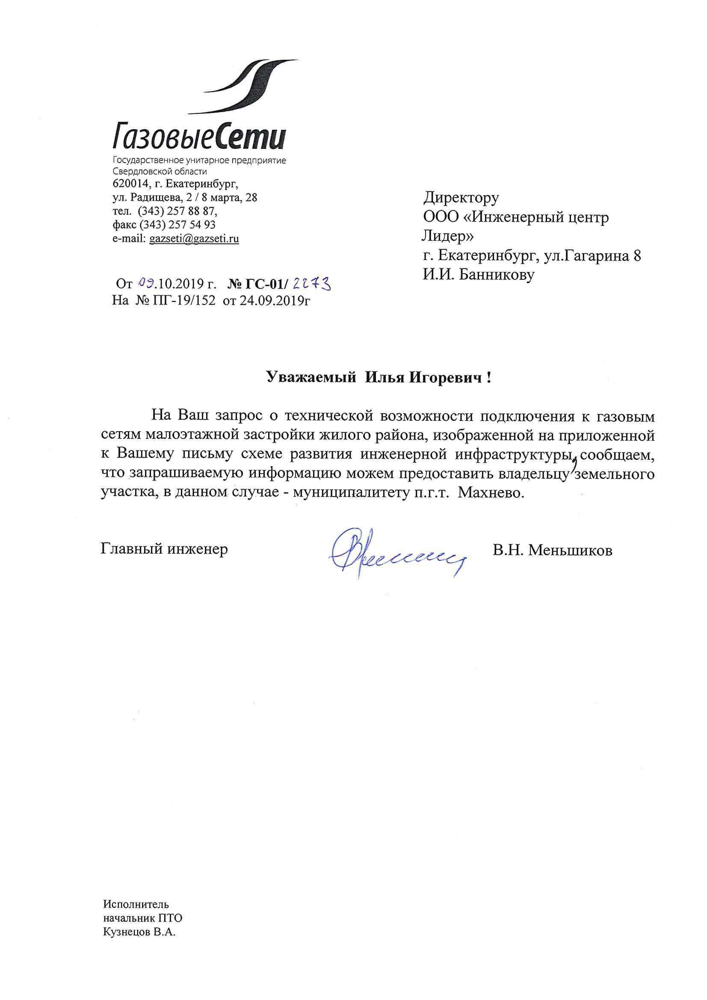 ГазовыеСети
Государственное унитарное предприятие
Свердловской области
620014, г. Екатеринбург,
ул. Радищева, 2 / 8 марта, 28
тел.  (343) 257 88 87,
факс (343) 257 54 93
e-mail: gazseti@gazseti.ru
От 09.10.2019 г.   № ГС-01/ 2273
На  № ПГ-19/152  от 24.09.2019г
Директору
ООО «Инженерный центр
Лидер»
г. Екатеринбург, ул.Гагарина 8
И.И. Банникову
Уважаемый  Илья Игоревич !
На Ваш запрос о технической возможности подключения к газовым
сетям малоэтажной застройки жилого района, изображенной на приложенной
к Вашему письму схеме развития инженерной инфраструктуры, сообщаем,
что запрашиваемую информацию можем предоставить владельцу земельного
участка, в данном случае - муниципалитету п.г.т.  Махнево.
Главный инженер
В.Н. Меньшиков
Исполнитель
начальник ПТО
Кузнецов В.А.